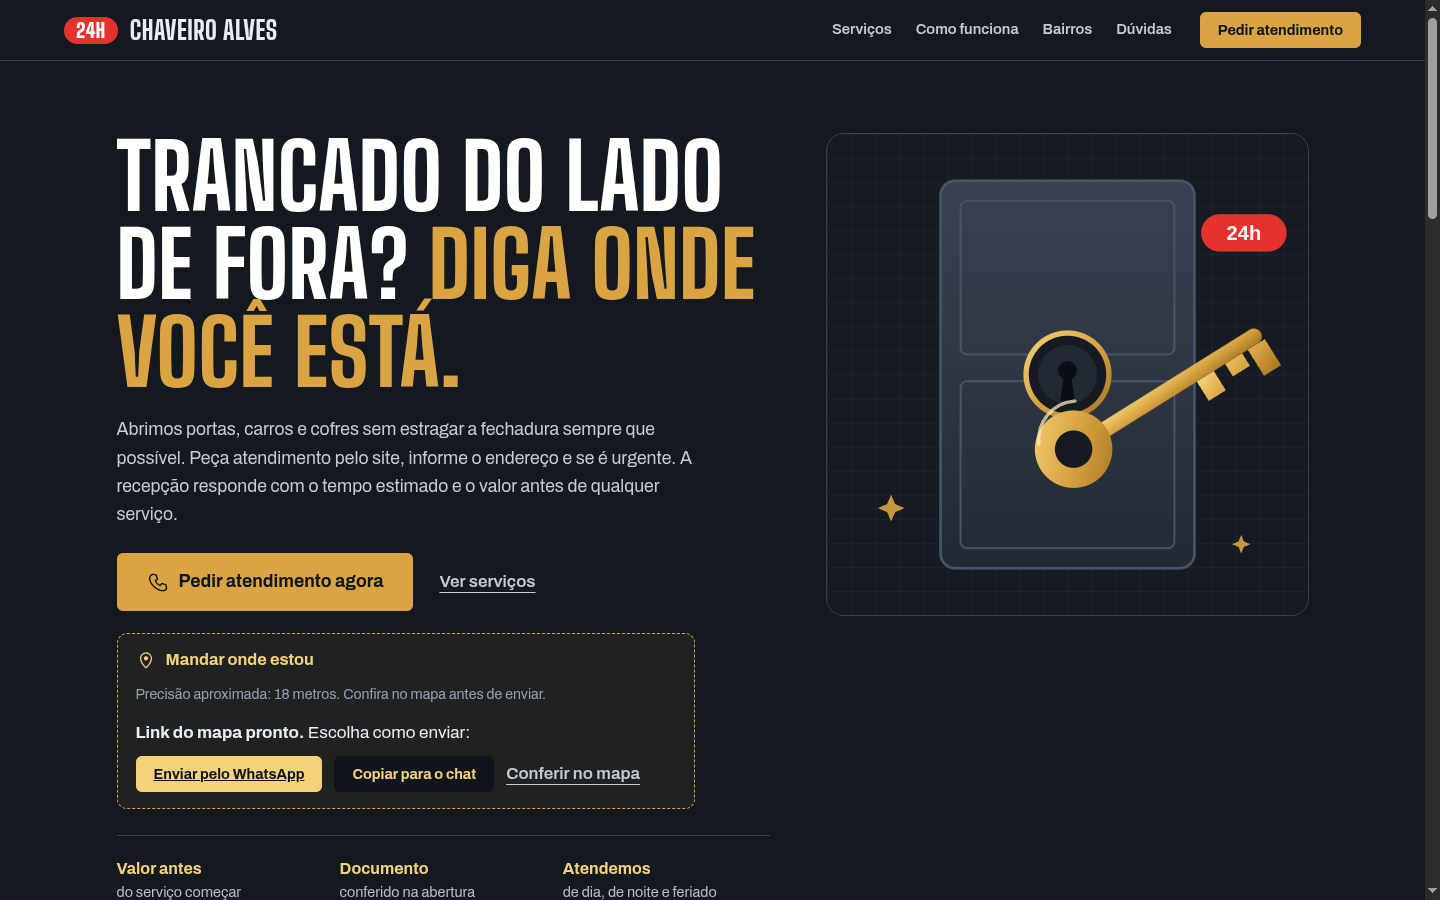 24H CHAVEIRO ALVES
Serviços
Como funciona
Bairros
Dúvidas
Pedir atendimento
TRANCADO DO LADO
DE FORA? DIGA ONDE
VOCÊ ESTÁ.
24h
Abrimos portas, carros e cofres sem estragar a fechadura sempre que
possível. Peça atendimento pelo site, informe o endereço e se é urgente. A
recepção responde com o tempo estimado e o valor antes de qualquer
serviço.
Pedir atendimento agora
Ver serviços
Mandar onde estou
Precisão aproximada: 18 metros. Confira no mapa antes de enviar.
Link do mapa pronto. Escolha como enviar:
Enviar pelo WhatsApp
Copiar para o chat
Conferir no mapa
Valor antes
do serviço começar
Documento
conferido na abertura
Atendemos
de dia, de noite e feriado